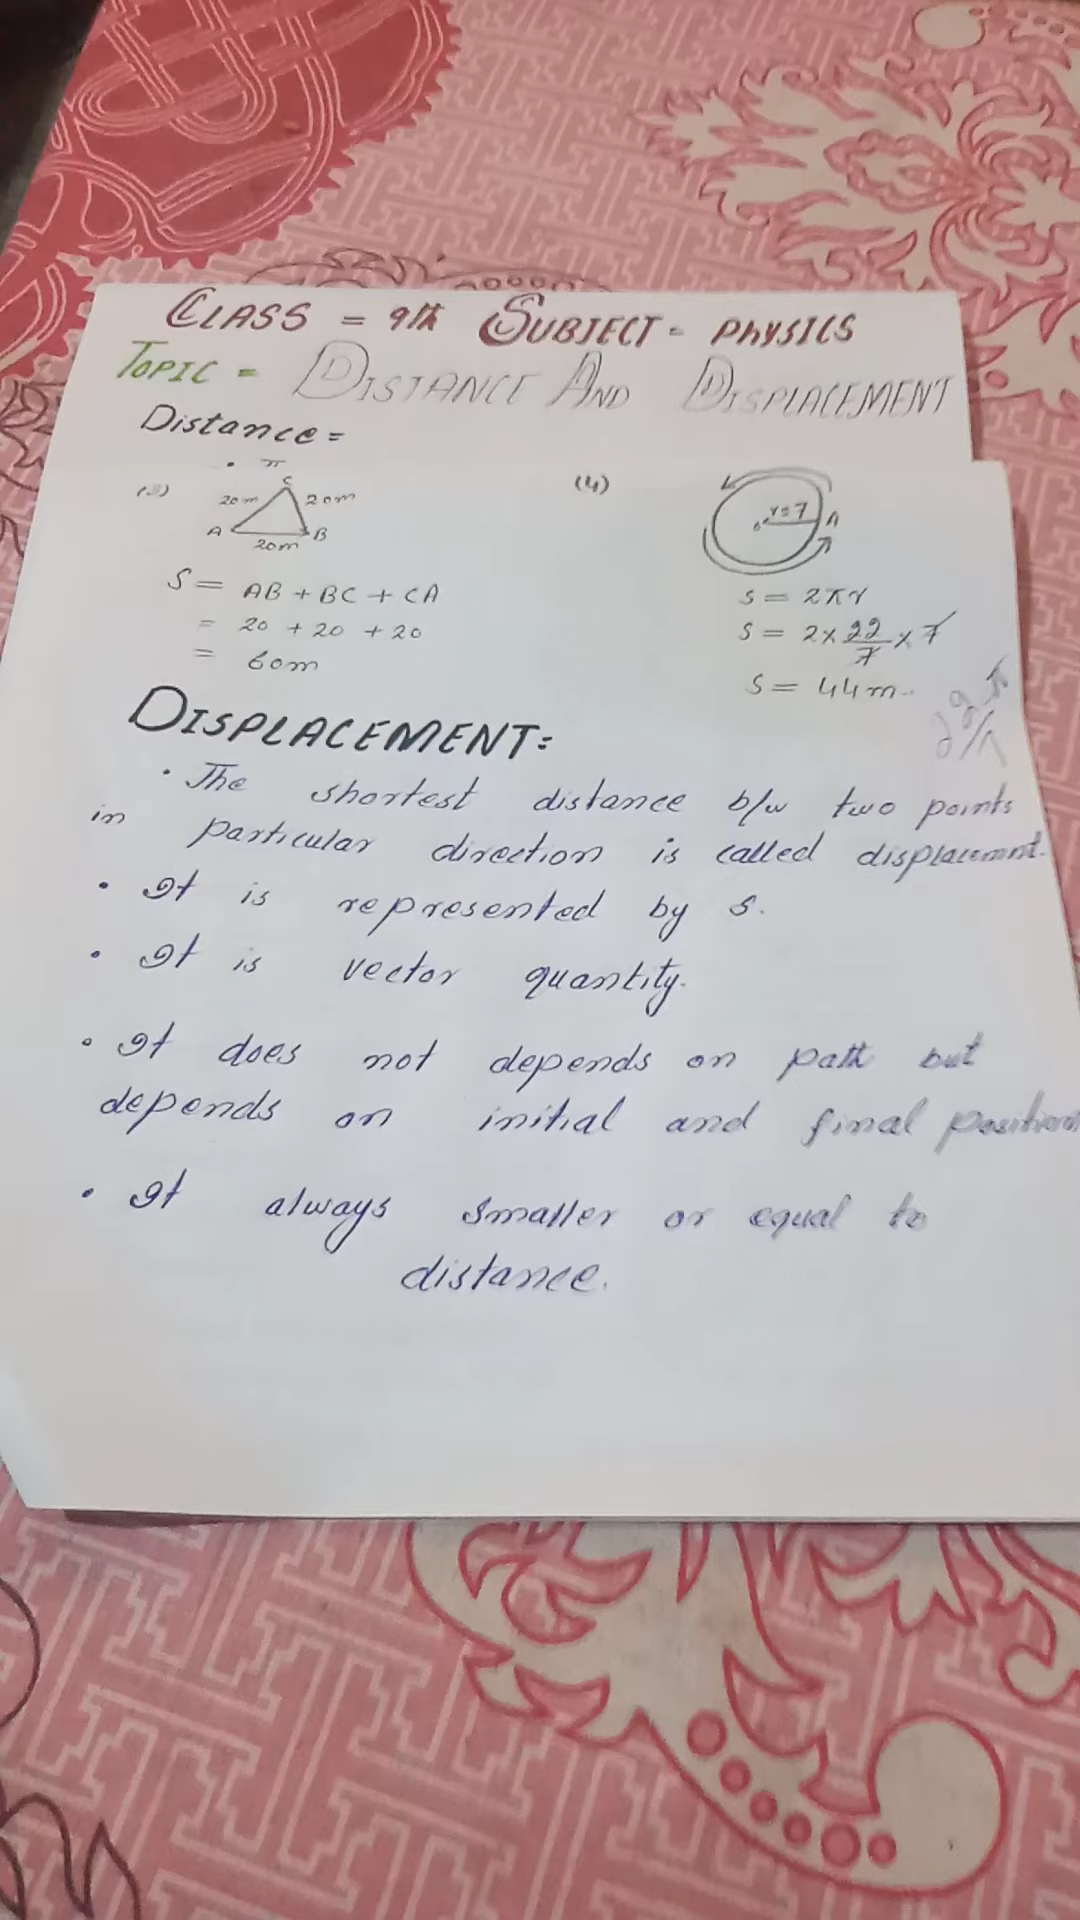 CLASS = 9th SUBJECT = PHYSICS
TOPIC = DISTANCE AND DISPLACEMENT
Distance =
• π
(3)
C
20m 20m
A B
20m
S = AB + BC + CA
= 20 + 20 + 20
= 60m
(4)
o r=7 A
s = 2πr
s = 2 x 22/7 x 7
s = 44m.
22
DISPLACEMENT:
• The shortest distance b/w two points
in particular direction is called displacement.
• It is represented by s.
• It is vector quantity.
• It does not depends on path but
depends on initial and final positions
• It always smaller or equal to
distance.